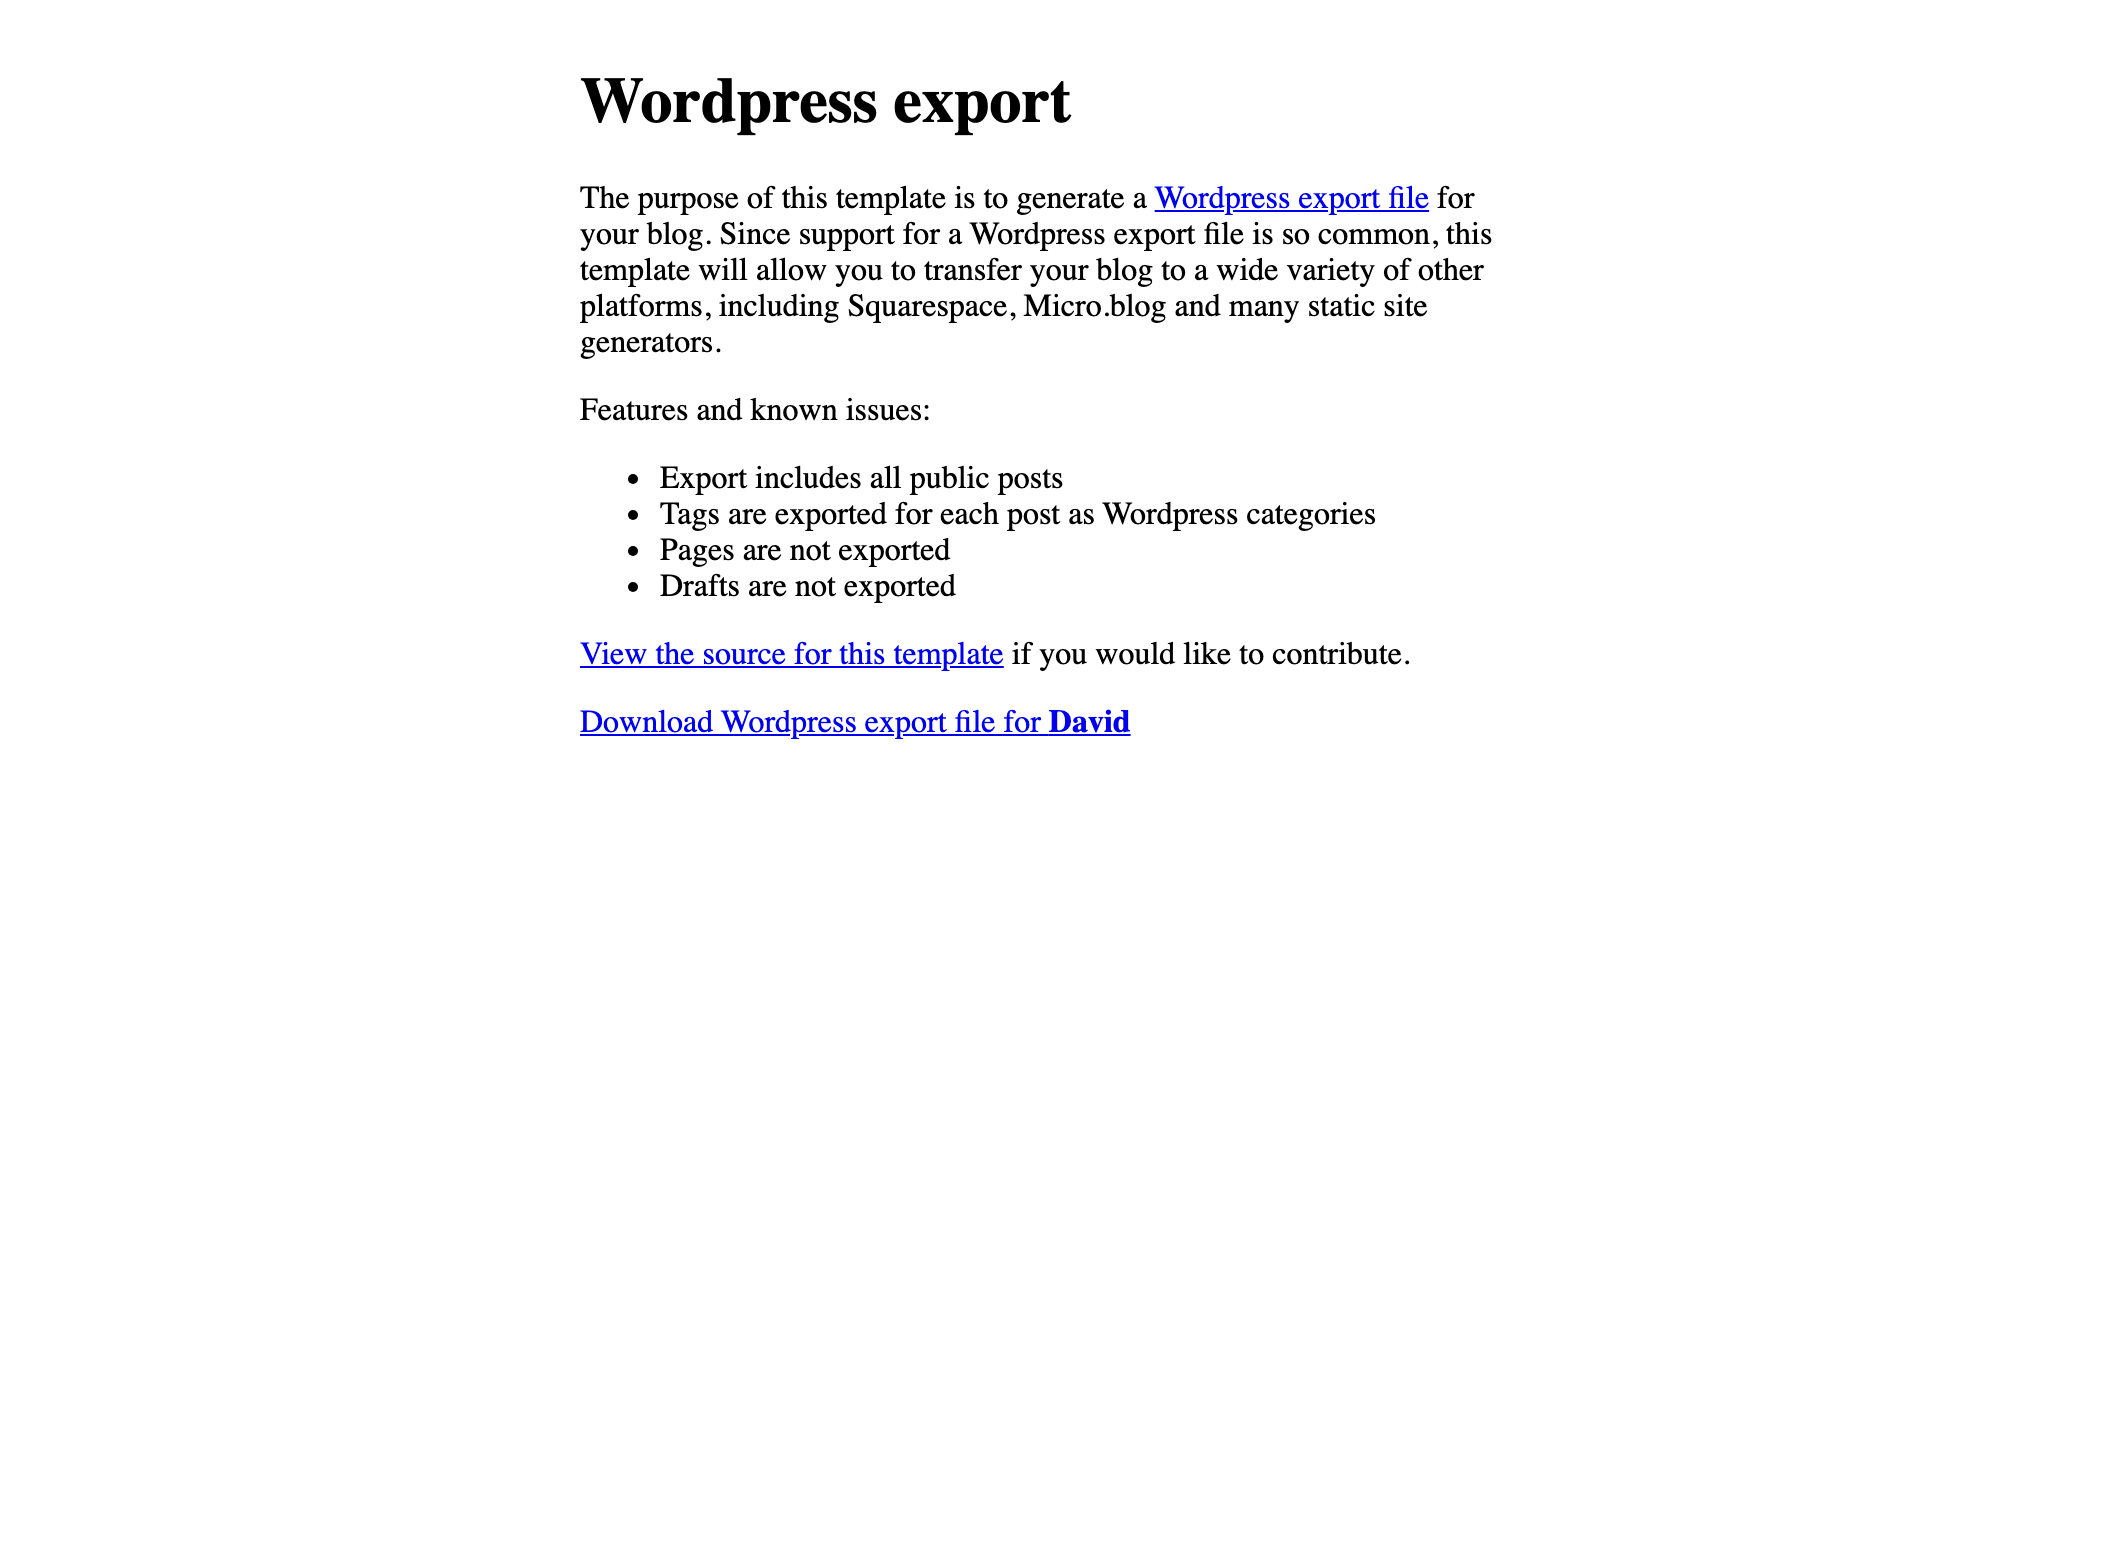 Wordpress export
The purpose of this template is to generate a Wordpress export file for
your blog. Since support for a Wordpress export file is so common, this
template will allow you to transfer your blog to a wide variety of other
platforms, including Squarespace, Micro.blog and many static site
generators.
Features and known issues:
• Export includes all public posts
• Tags are exported for each post as Wordpress categories
• Pages are not exported
• Drafts are not exported
View the source for this template if you would like to contribute.
Download Wordpress export file for David